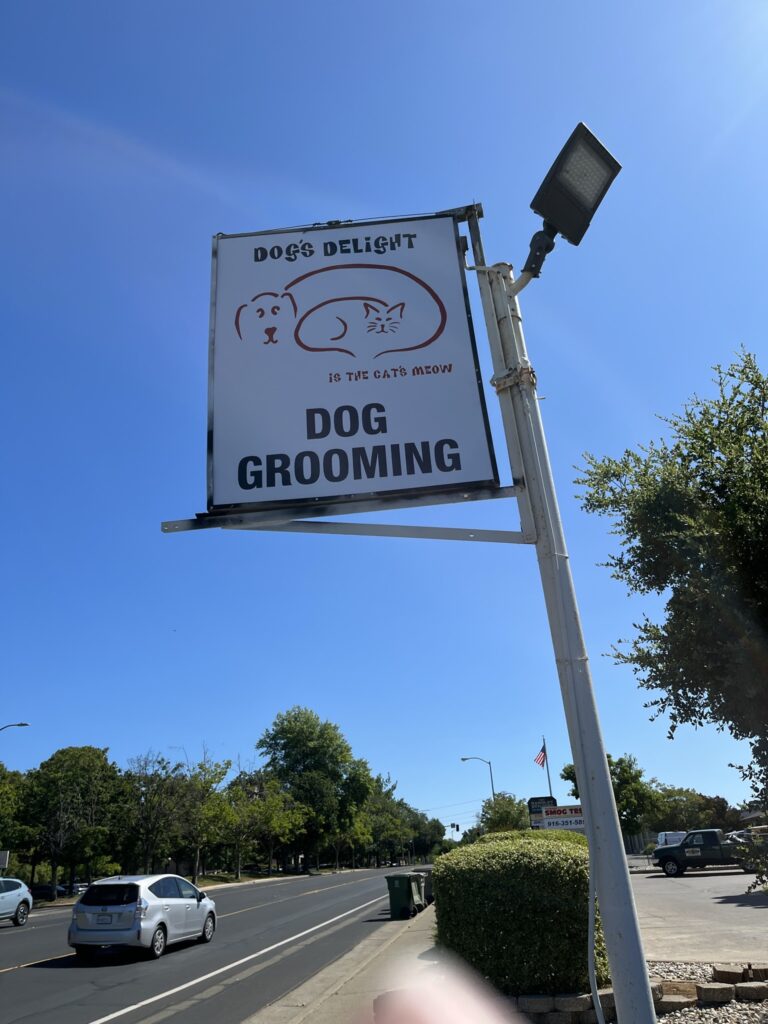 DOG'S DELIGHT
IS THE CAT'S MEOW
DOG
GROOMING
SMOG